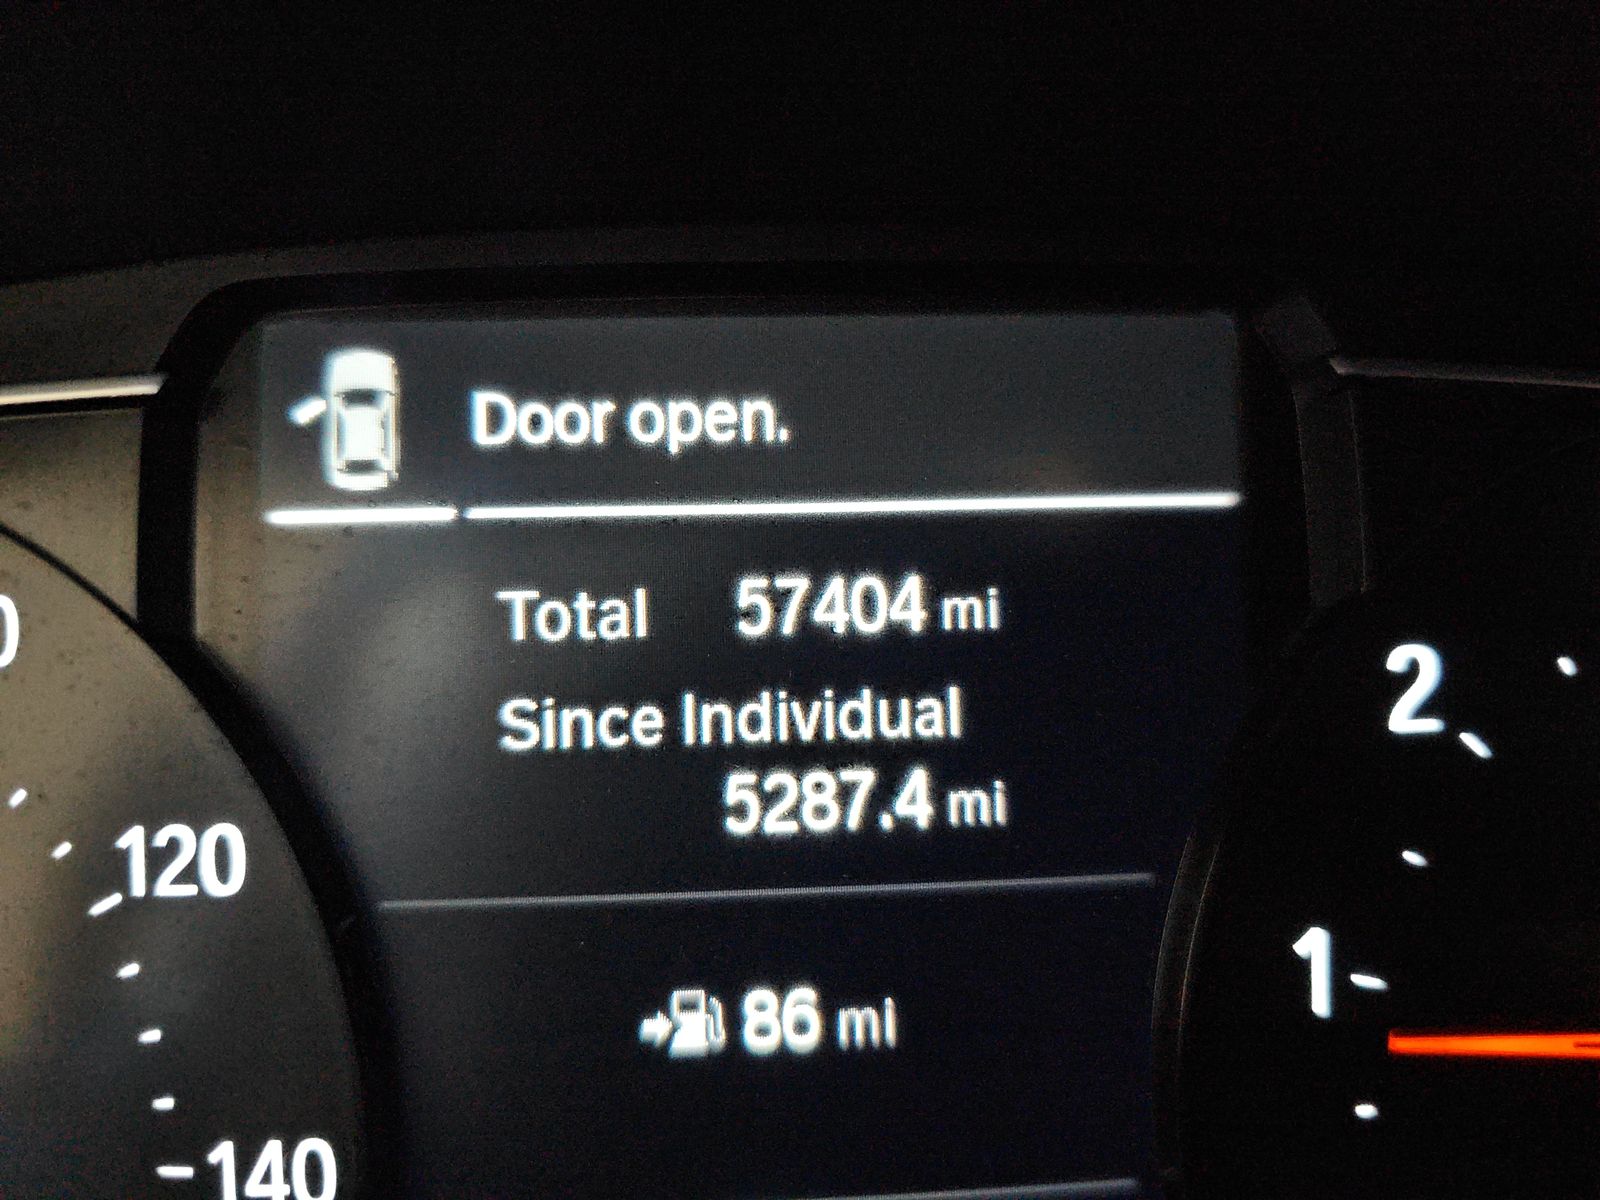 Door open.
Total 57404 mi
Since Individual
5287.4 mi
86 mi
120
140
2
1